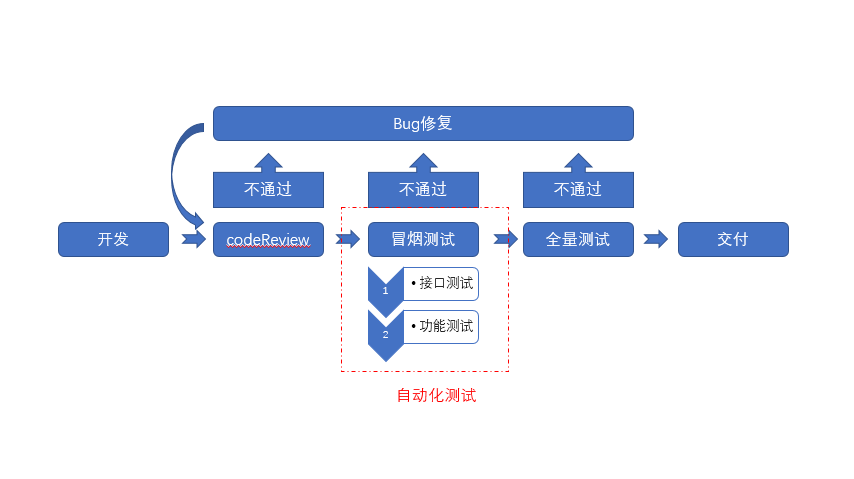 Bug修复
不通过
不通过
不通过
开发
codeReview
冒烟测试
全量测试
交付
1
• 接口测试
2
• 功能测试
自动化测试